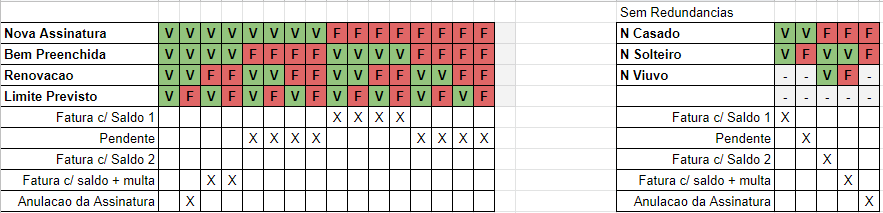 Sem Redundancias
Nova Assinatura V V V V V V V V F F F F F F F F N Casado V V F F F
Bem Preenchida V V V V F F F F V V V V F F F F N Solteiro V F V V F
Renovacao V V F F V V F F V V F F V V F F N Viuvo - - V F -
Limite Previsto V F V F V F V F V F V F V F V F - - - - -
Fatura c/ Saldo 1 X X X X Fatura c/ Saldo 1 X
Pendente X X X X X X X X Pendente X
Fatura c/ Saldo 2 Fatura c/ Saldo 2 X
Fatura c/ saldo + multa X X Fatura c/ saldo + multa X
Anulacao da Assinatura X Anulacao da Assinatura X